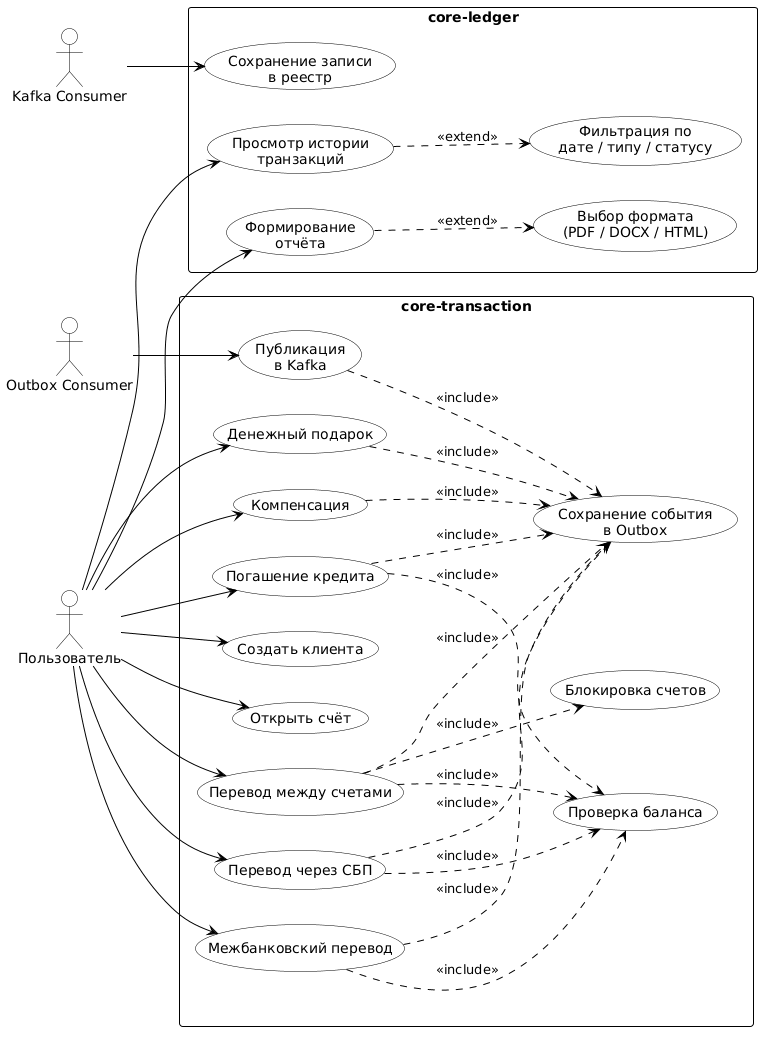 core-ledger
Kafka Consumer
Сохранение записи
в реестр
Просмотр истории
транзакций
«extend»
Фильтрация по
дате / типу / статусу
Формирование
отчёта
«extend»
Выбор формата
(PDF / DOCX / HTML)
core-transaction
Outbox Consumer
Публикация
в Kafka
«include»
Денежный подарок
«include»
Компенсация
«include»
Сохранение события
в Outbox
«include»
Погашение кредита
«include»
Пользователь
Создать клиента
«include»
Блокировка счетов
Открыть счёт
«include»
Перевод между счетами
«include»
«include»
Проверка баланса
Перевод через СБП
«include»
«include»
Межбанковский перевод
«include»